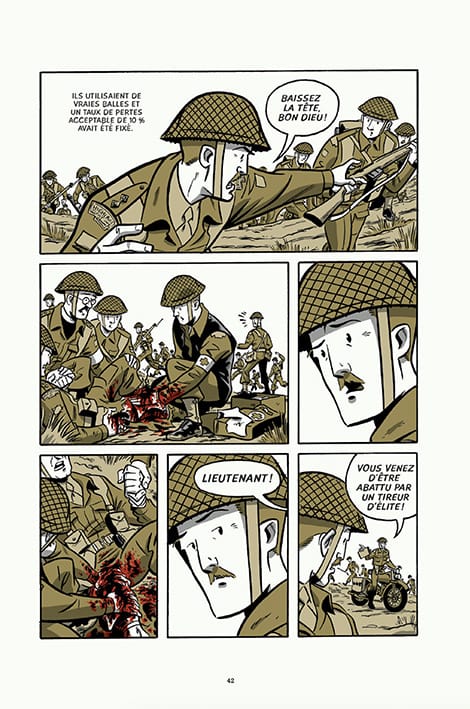 ILS UTILISAIENT DE
VRAIES BALLES ET
UN TAUX DE PERTES
ACCEPTABLE DE 10 %
AVAIT ÉTÉ FIXÉ.
BAISSEZ
LA TÊTE,
BON DIEU !
LIEUTENANT !
VOUS VENEZ
D'ÊTRE
ABATTU PAR
UN TIREUR
D'ÉLITE !
42